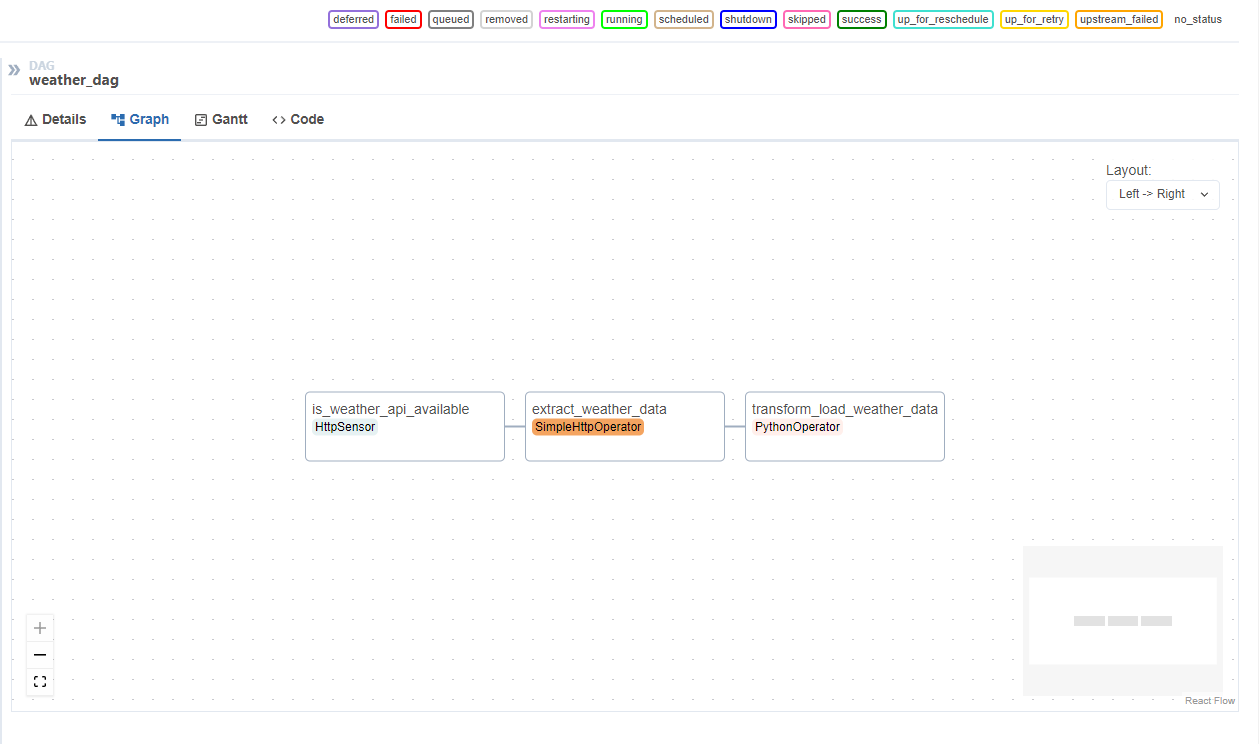 deferred failed queued removed restarting running scheduled shutdown skipped success up_for_reschedule up_for_retry upstream_failed no_status
DAG
weather_dag
Details Graph Gantt Code
Layout:
Left -> Right
is_weather_api_available extract_weather_data transform_load_weather_data
HttpSensor SimpleHttpOperator PythonOperator
React Flow